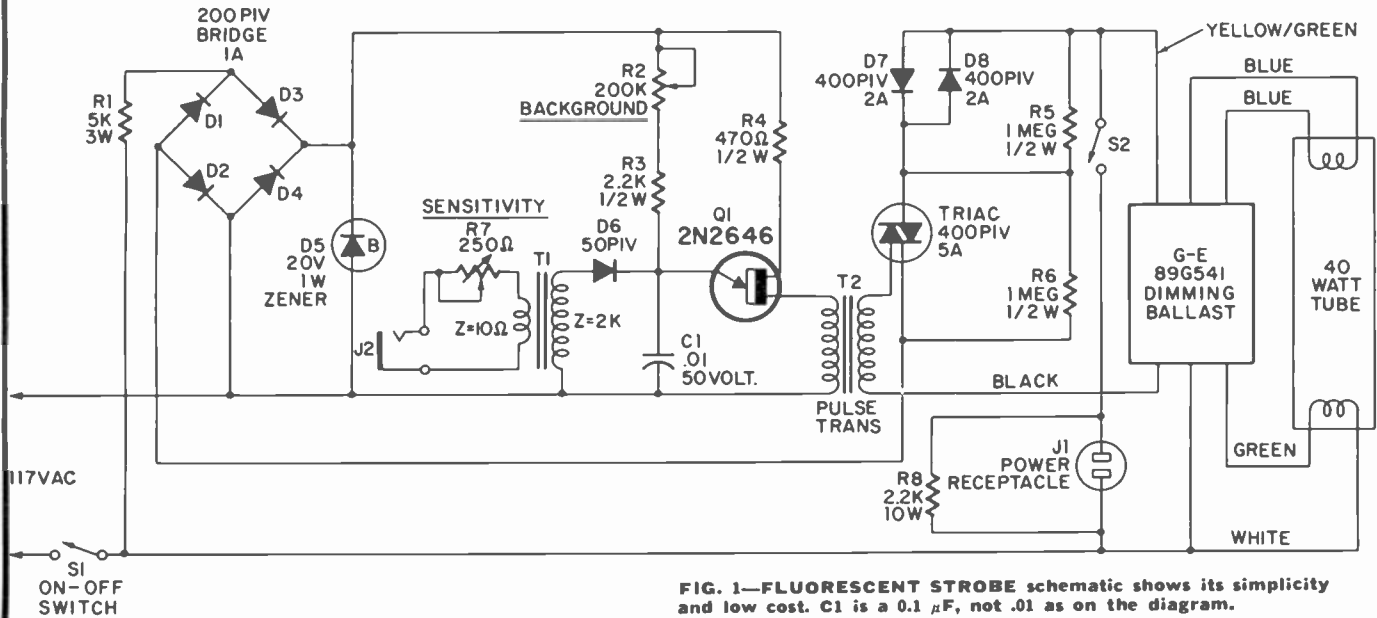 200 PIV
BRIDGE
1A
R1
5K
3W
D1
D3
D2
D4
D5
20V
1W
ZENER
B
SENSITIVITY
R7
250Ω
J2
Z=10Ω
T1
Z=2K
D6
50PIV
R2
200K
BACKGROUND
R3
2.2K
1/2 W
R4
470Ω
1/2 W
Q1
2N2646
C1
.01
50VOLT.
T2
PULSE
TRANS
D7
400PIV
2A
D8
400PIV
2A
R5
1 MEG
1/2 W
S2
TRIAC
400PIV
5A
R6
1 MEG
1/2 W
YELLOW/GREEN
BLUE
BLUE
G-E
89G541
DIMMING
BALLAST
40
WATT
TUBE
BLACK
GREEN
WHITE
J1
POWER
RECEPTACLE
R8
2.2K
10W
117VAC
S1
ON-OFF
SWITCH
FIG. 1—FLUORESCENT STROBE schematic shows its simplicity
and low cost. C1 is a 0.1 μF, not .01 as on the diagram.